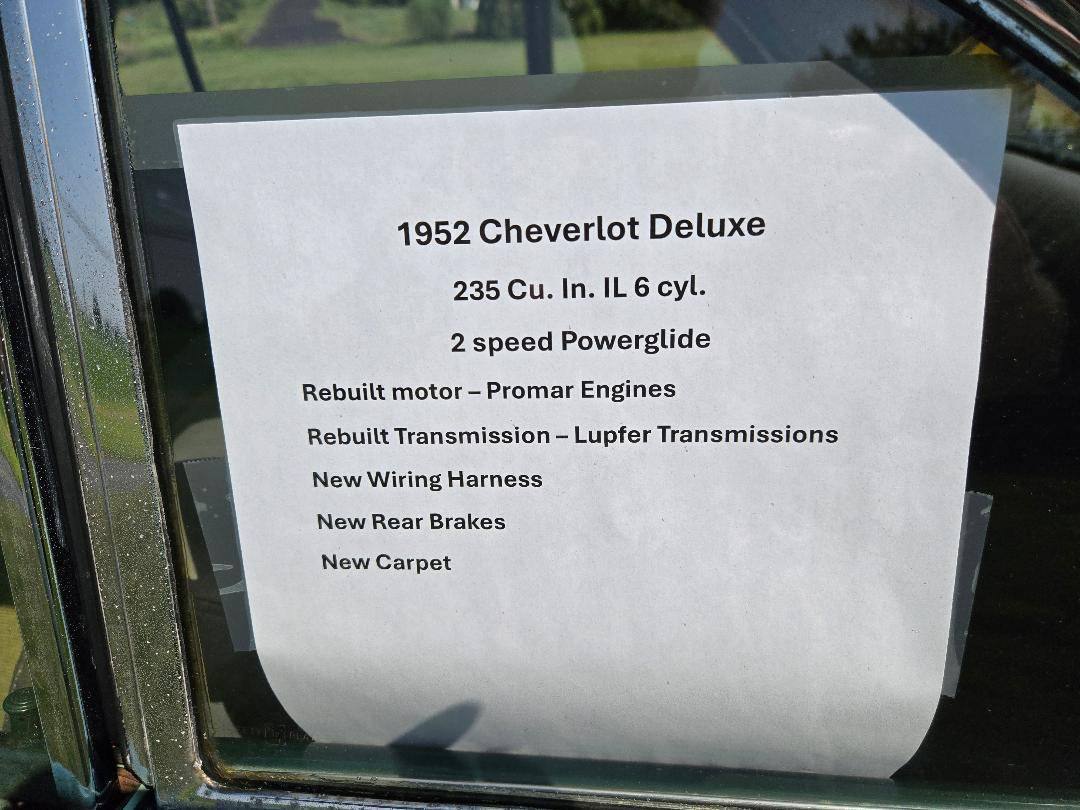 1952 Cheverlot Deluxe
235 Cu. In. IL 6 cyl.
2 speed Powerglide
Rebuilt motor – Promar Engines
Rebuilt Transmission – Lupfer Transmissions
New Wiring Harness
New Rear Brakes
New Carpet